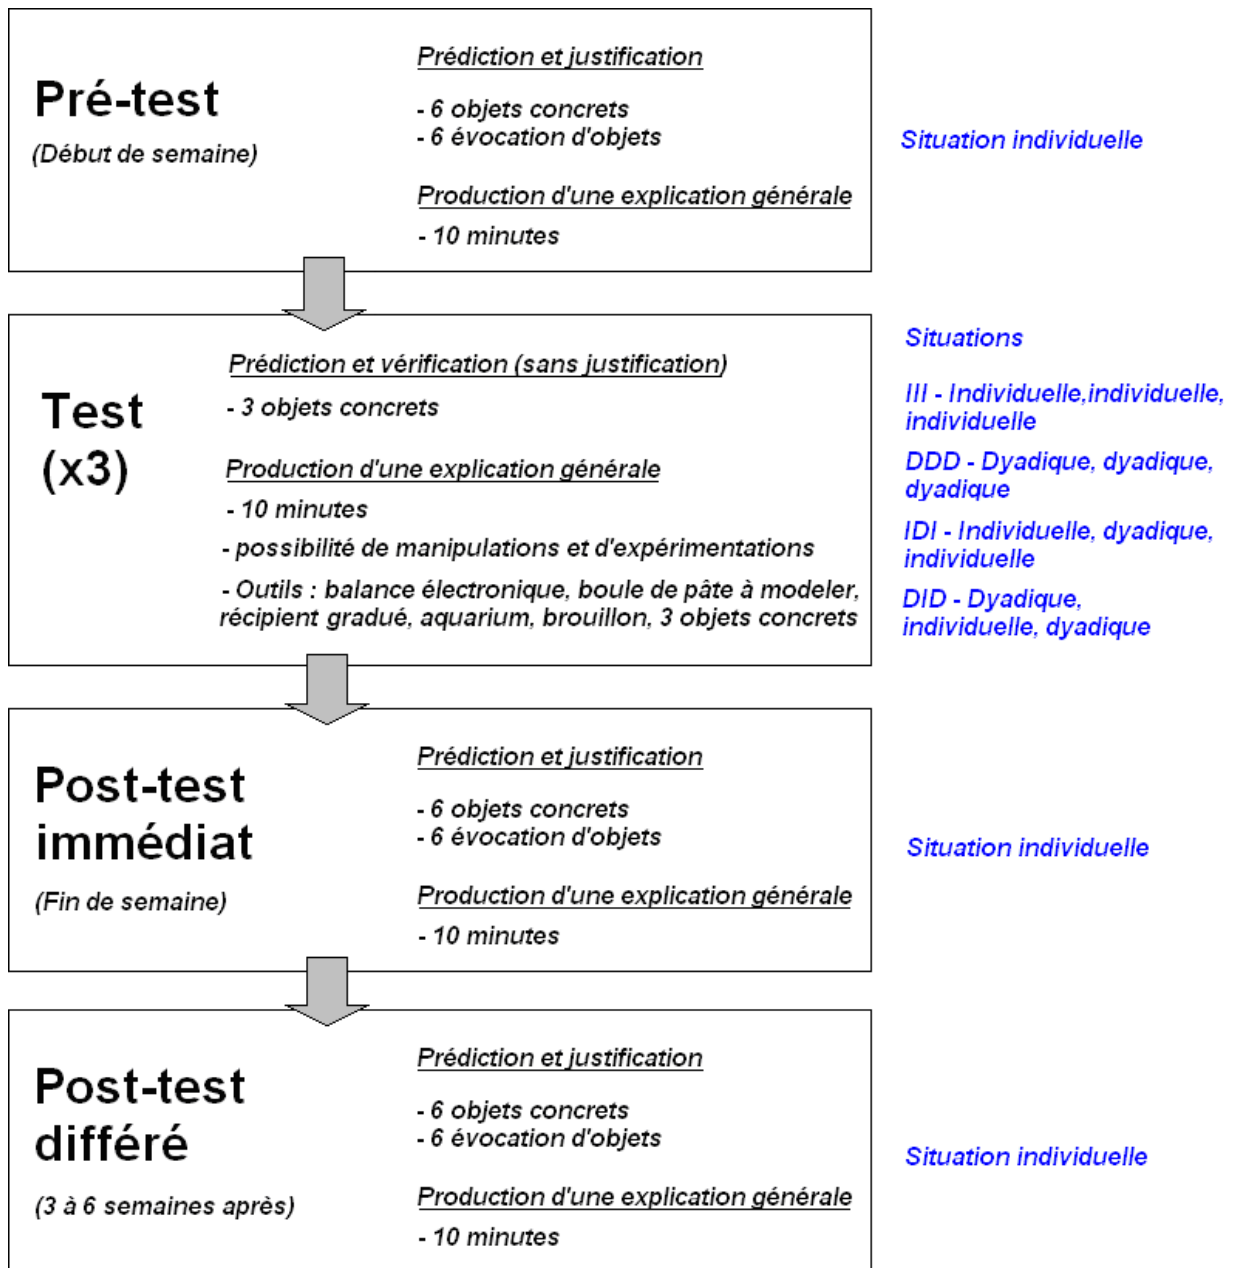 Pré-test
(Début de semaine)
Prédiction et justification
- 6 objets concrets
- 6 évocation d'objets
Production d'une explication générale
- 10 minutes
Situation individuelle
Test
(x3)
Prédiction et vérification (sans justification)
- 3 objets concrets
Production d'une explication générale
- 10 minutes
- possibilité de manipulations et d'expérimentations
- Outils : balance électronique, boule de pâte à modeler,
récipient gradué, aquarium, brouillon, 3 objets concrets
Situations
III - Individuelle,individuelle,
individuelle
DDD - Dyadique, dyadique,
dyadique
IDI - Individuelle, dyadique,
individuelle
DID - Dyadique,
individuelle, dyadique
Post-test
immédiat
(Fin de semaine)
Prédiction et justification
- 6 objets concrets
- 6 évocation d'objets
Production d'une explication générale
- 10 minutes
Situation individuelle
Post-test
différé
(3 à 6 semaines après)
Prédiction et justification
- 6 objets concrets
- 6 évocation d'objets
Production d'une explication générale
- 10 minutes
Situation individuelle